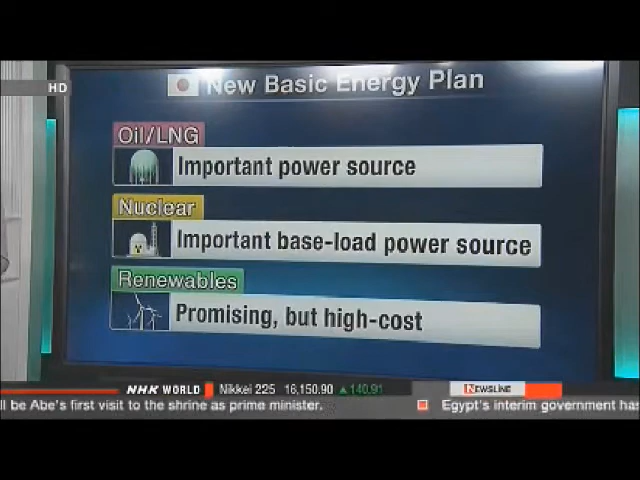 New Basic Energy Plan
HD
Oil/LNG
Important power source
Nuclear
Important base-load power source
Renewables
Promising, but high-cost
NHK WORLD Nikkei 225 16,150.90 ▲140.91 NEWSLINE
ll be Abe's first visit to the shrine as prime minister. Egypt's interim government has